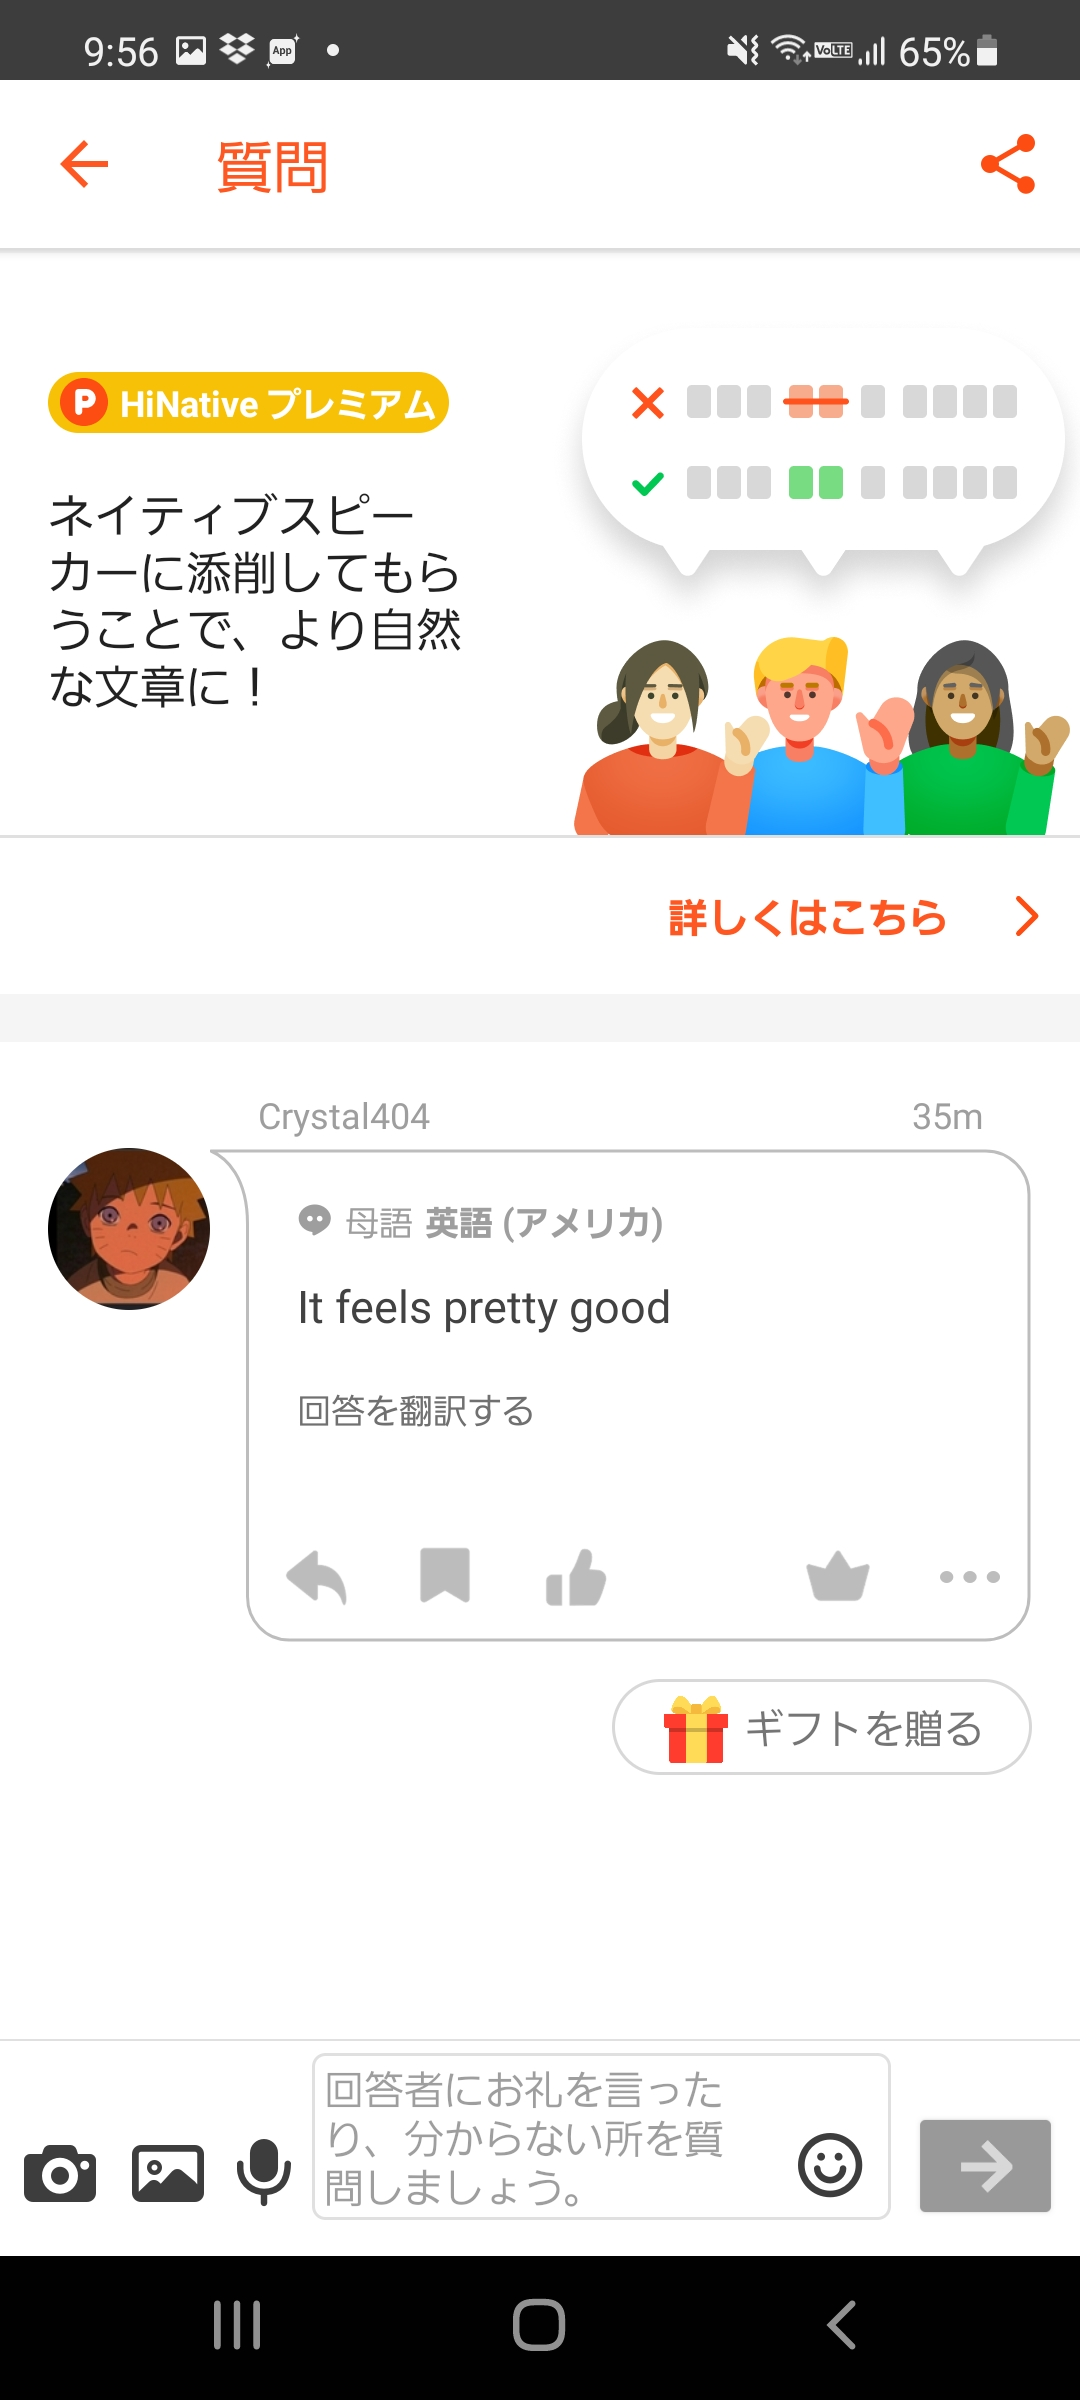 9:56
App
VoLTE
65%
質問
P HiNative プレミアム
ネイティブスピー
カーに添削してもら
うことで、より自然
な文章に！
詳しくはこちら
Crystal404
35m
母語 英語 (アメリカ)
It feels pretty good
回答を翻訳する
ギフトを贈る
回答者にお礼を言った
り、分からない所を質
問しましょう。